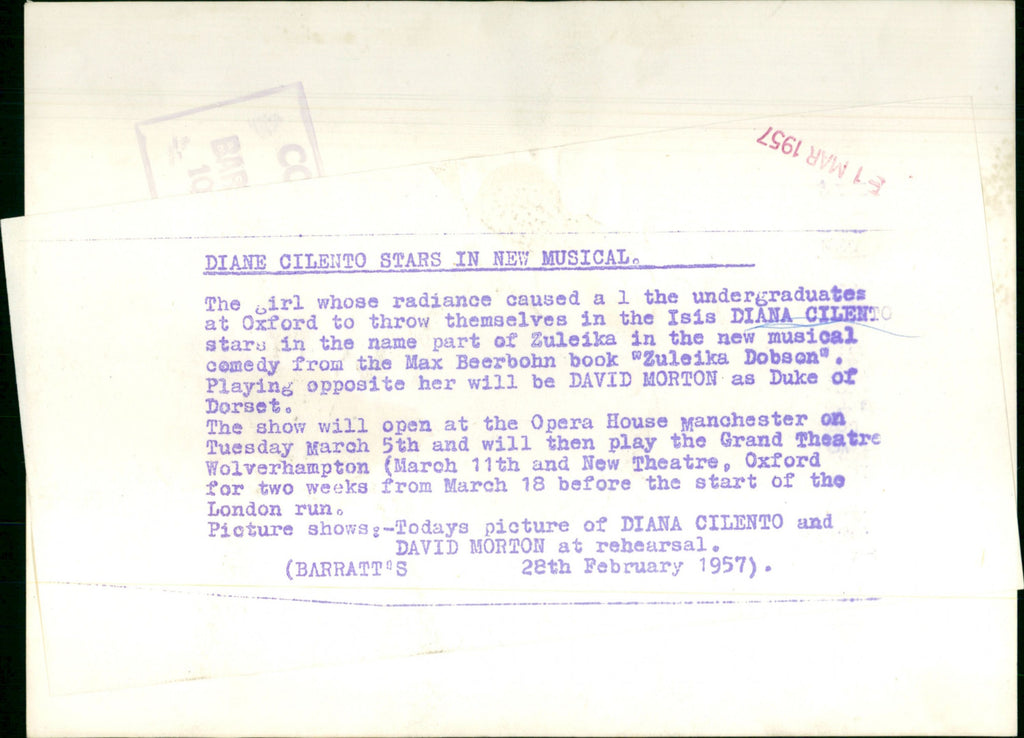 CO
BRI
10
1 MAR 1957
DIANE CILENTO STARS IN NEW MUSICAL.
The girl whose radiance caused a l the undergraduates
at Oxford to throw themselves in the Isis DIANA CILENTO
stars in the name part of Zuleika in the new musical
comedy from the Max Beerbohn book "Zuleika Dobson".
Playing opposite her will be DAVID MORTON as Duke of
Dorset.
The show will open at the Opera House Manchester on
Tuesday March 5th and will then play the Grand Theatre
Wolverhampton (March 11th and New Theatre, Oxford
for two weeks from March 18 before the start of the
London run.
Picture shows:-Todays picture of DIANA CILENTO and
DAVID MORTON at rehearsal.
(BARRATT'S 28th February 1957).